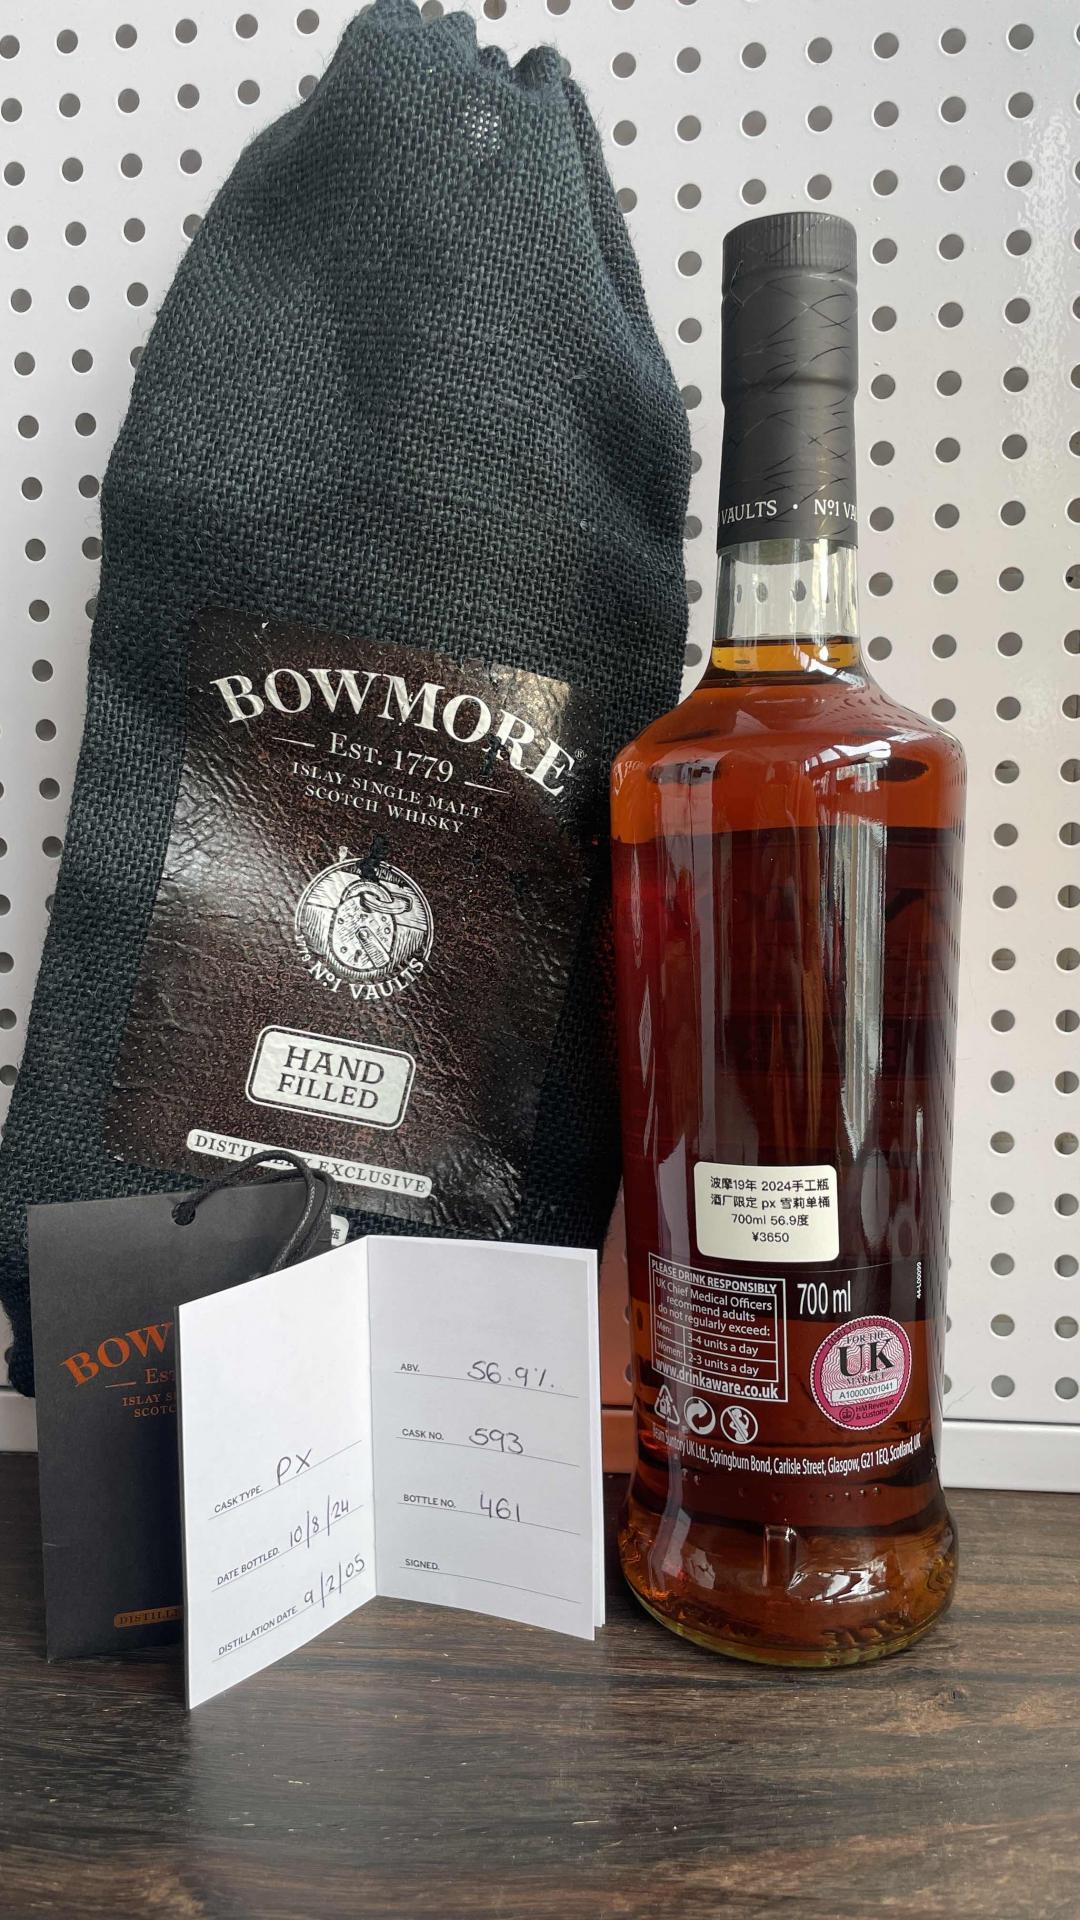 BOWMORE®
Est. 1779
ISLAY SINGLE MALT
SCOTCH WHISKY
1779 Nº1 VAULTS
HAND
FILLED
DISTILLERY EXCLUSIVE
VAULTS • Nº1 VA
波摩19年 2024手工瓶
酒厂限定 px 雪莉单桶
700ml 56.9度
¥3650
PLEASE DRINK RESPONSIBLY
UK Chief Medical Officers
recommend adults
do not regularly exceed:
Men: 3-4 units a day
Women: 2-3 units a day
www.drinkaware.co.uk
700 ml
FOR THE
UK
MARKET
A10000001041
HM Revenue
& Customs
Suntory UK Ltd., Springburn Bond, Carlisle Street, Glasgow, G21 1EQ, Scotland, UK
BOW
Est
ISLAY S
SCOTC
DISTILL
CASK TYPE. PX
DATE BOTTLED. 10/8/24
DISTILLATION DATE. 9/2/05
ABV. 56.9%.
CASK NO. 593
BOTTLE NO. 461
SIGNED.